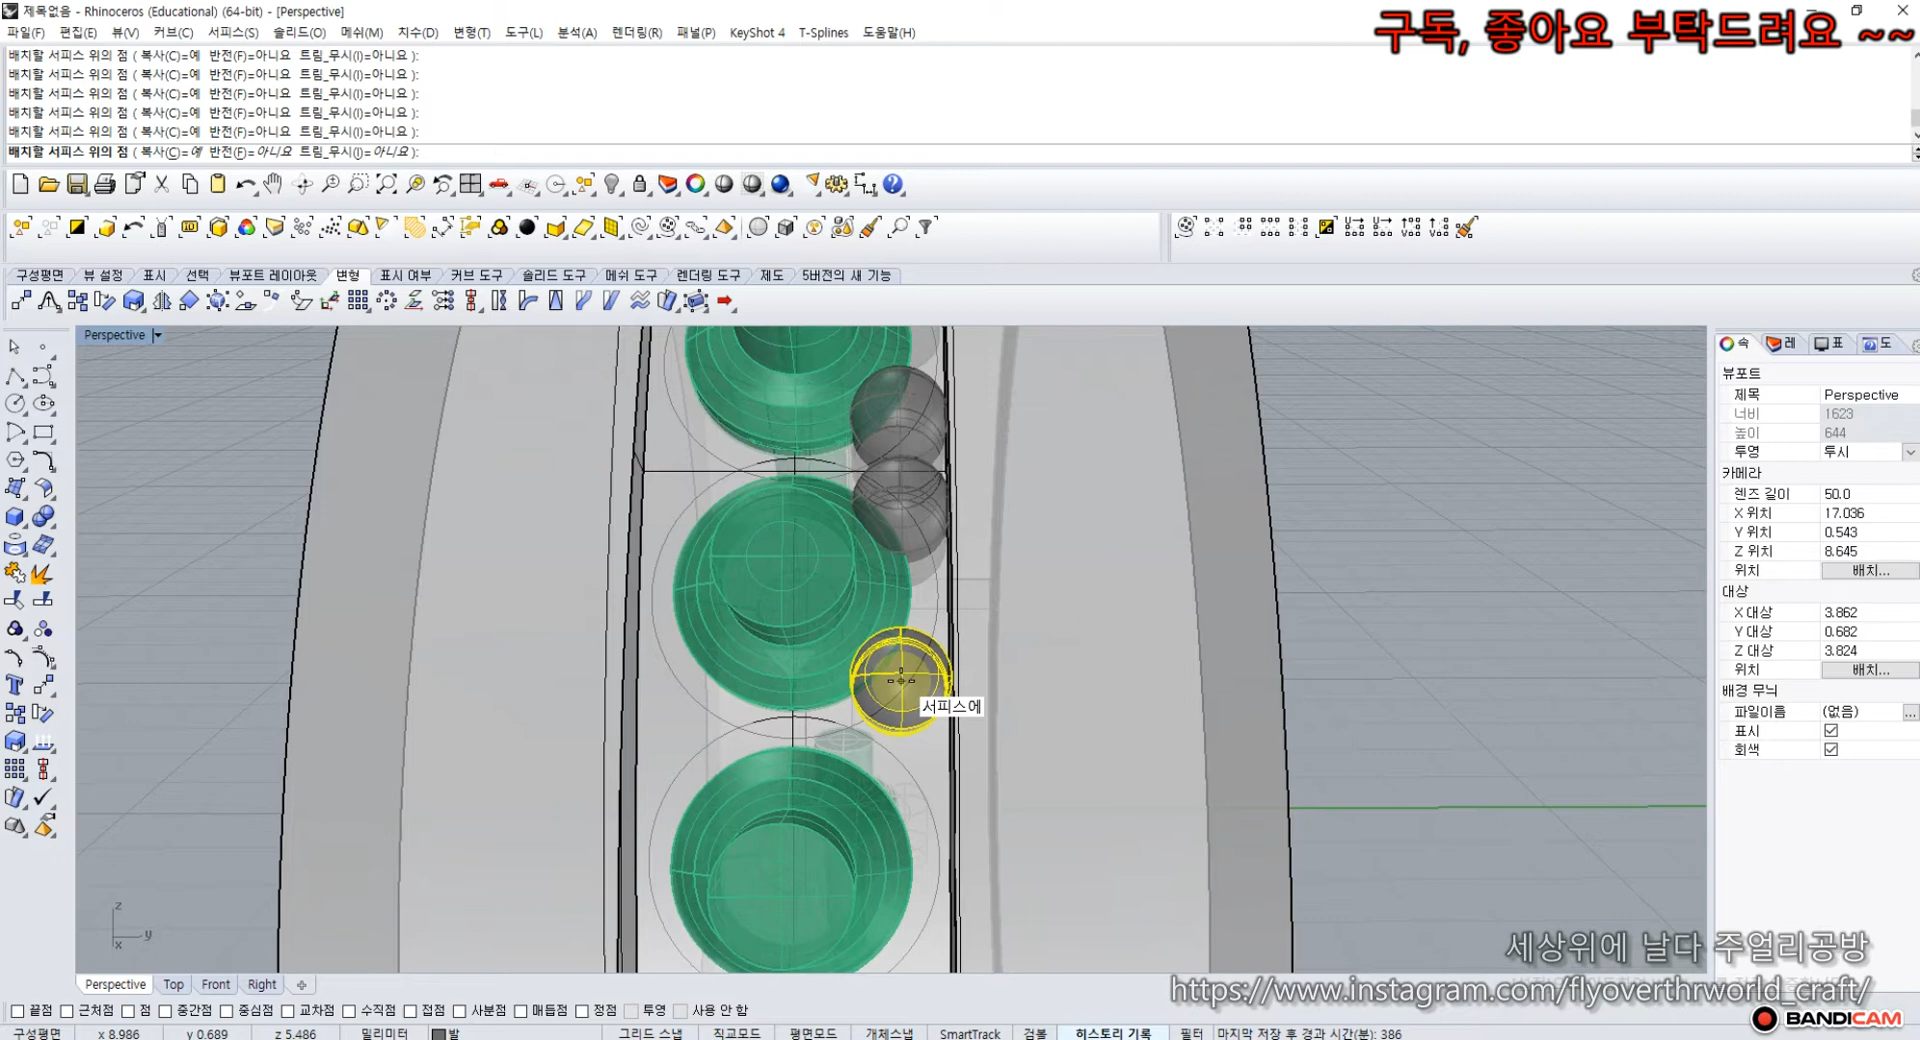 제목없음 - Rhinoceros (Educational) (64-bit) - [Perspective]
파일(F) 편집(E) 뷰(V) 커브(C) 서피스(S) 솔리드(O) 메쉬(M) 치수(D) 변형(T) 도구(L) 분석(A) 렌더링(R) 패널(P) KeyShot 4 T-Splines 도움말(H)
구독, 좋아요 부탁드려요 ~~
배치할 서피스 위의 점 ( 복사(C)=예 반전(F)=아니요 트림_무시(I)=아니요 ):
배치할 서피스 위의 점 ( 복사(C)=예 반전(F)=아니요 트림_무시(I)=아니요 ):
배치할 서피스 위의 점 ( 복사(C)=예 반전(F)=아니요 트림_무시(I)=아니요 ):
배치할 서피스 위의 점 ( 복사(C)=예 반전(F)=아니요 트림_무시(I)=아니요 ):
배치할 서피스 위의 점 ( 복사(C)=예 반전(F)=아니요 트림_무시(I)=아니요 ):
배치할 서피스 위의 점 ( 복사(C)=예 반전(F)=아니요 트림_무시(I)=아니요 ):
구성평면 뷰 설정 표시 선택 뷰포트 레이아웃 변형 표시 여부 커브 도구 솔리드 도구 메쉬 도구 렌더링 도구 제도 5버전의 새 기능
Perspective
서피스에
z
y
x
속 레 표 도
뷰포트
제목 Perspective
너비 1623
높이 644
투영 투시
카메라
렌즈 길이 50.0
X 위치 17.036
Y 위치 0.543
Z 위치 8.645
위치 배치...
대상
X 대상 3.862
Y 대상 0.682
Z 대상 3.824
위치 배치...
배경 무늬
파일이름 (없음) ...
표시
회색
세상위에 날다 주얼리공방
https://www.instagram.com/flyoverthrworld_craft/
BANDICAM
Perspective Top Front Right
끝점 근처점 점 중간점 중심점 교차점 수직점 접점 사분점 매듭점 정점 투영 사용 안 함
구성평면 x 8.986 y 0.689 z 5.486 밀리미터 발 그리드 스냅 직교모드 평면모드 개체스냅 SmartTrack 검볼 히스토리 기록 필터 마지막 저장 후 경과 시간(분): 386